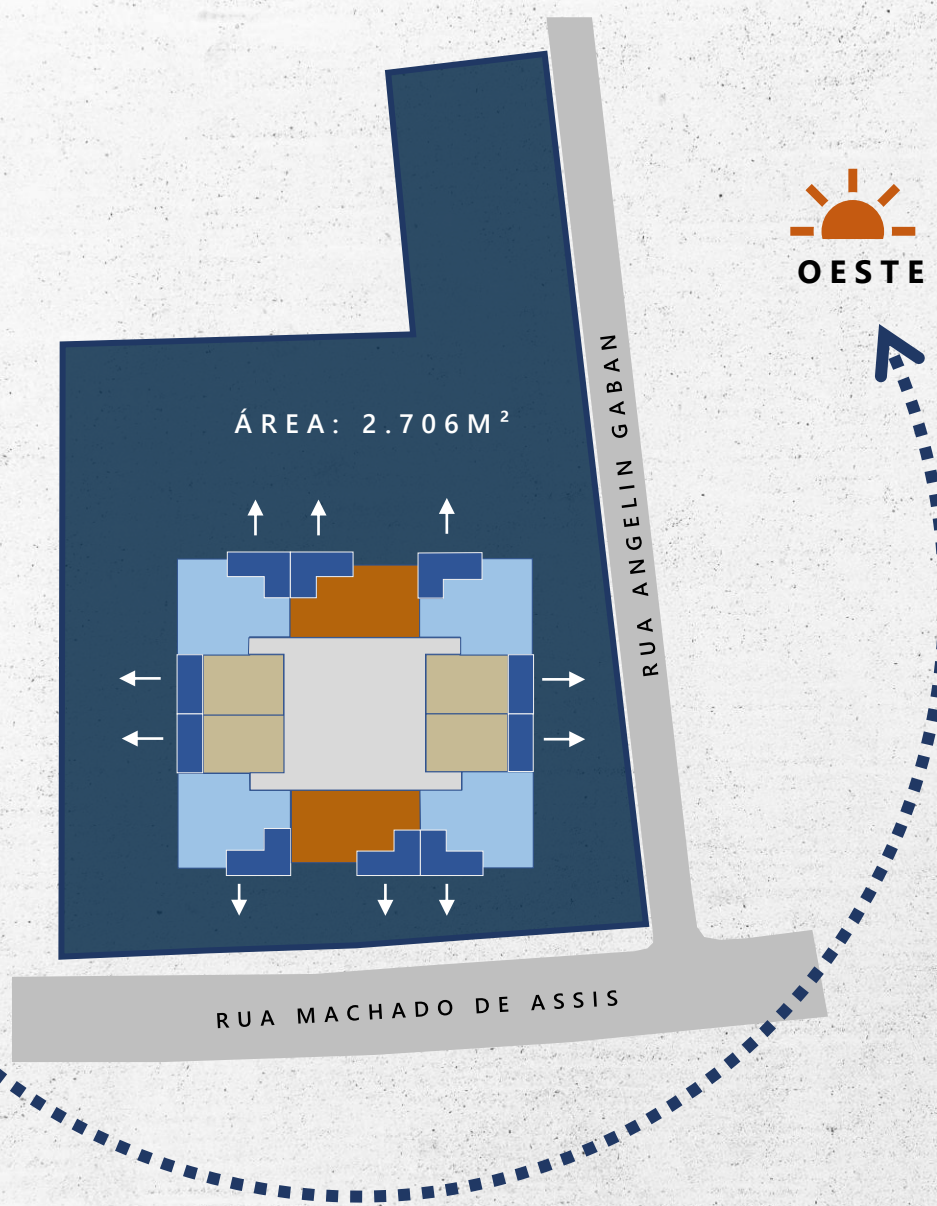 OESTE
ÁREA: 2.706M²
RUA ANGELIN GABAN
RUA MACHADO DE ASSIS